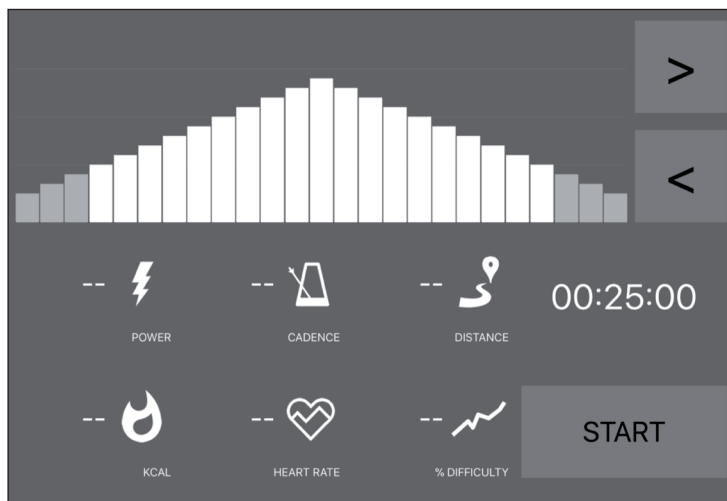 >
<
-- -- -- 00:25:00
POWER CADENCE DISTANCE
-- -- -- START
KCAL HEART RATE % DIFFICULTY